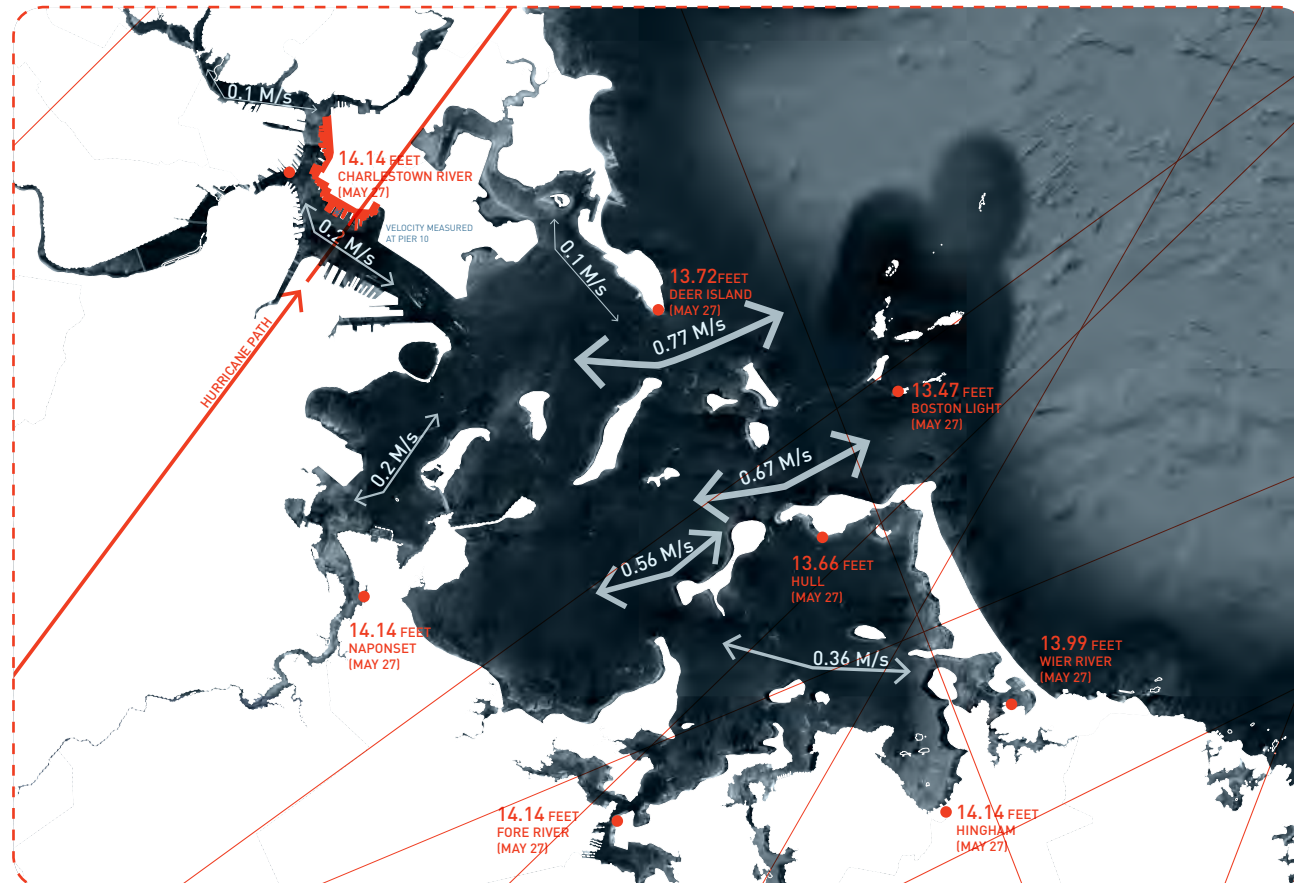 0.1 M/s
14.14 FEET
CHARLESTOWN RIVER
(MAY 27)
VELOCITY MEASURED
AT PIER 10
0.2 M/s
0.1 M/s
13.72FEET
DEER ISLAND
(MAY 27)
0.77 M/s
HURRICANE PATH
13.47 FEET
BOSTON LIGHT
(MAY 27)
0.2 M/s
0.67 M/s
0.56 M/s
13.66 FEET
HULL
(MAY 27)
14.14 FEET
NAPONSET
(MAY 27)
0.36 M/s
13.99 FEET
WIER RIVER
(MAY 27)
14.14 FEET
FORE RIVER
(MAY 27)
14.14 FEET
HINGHAM
(MAY 27)